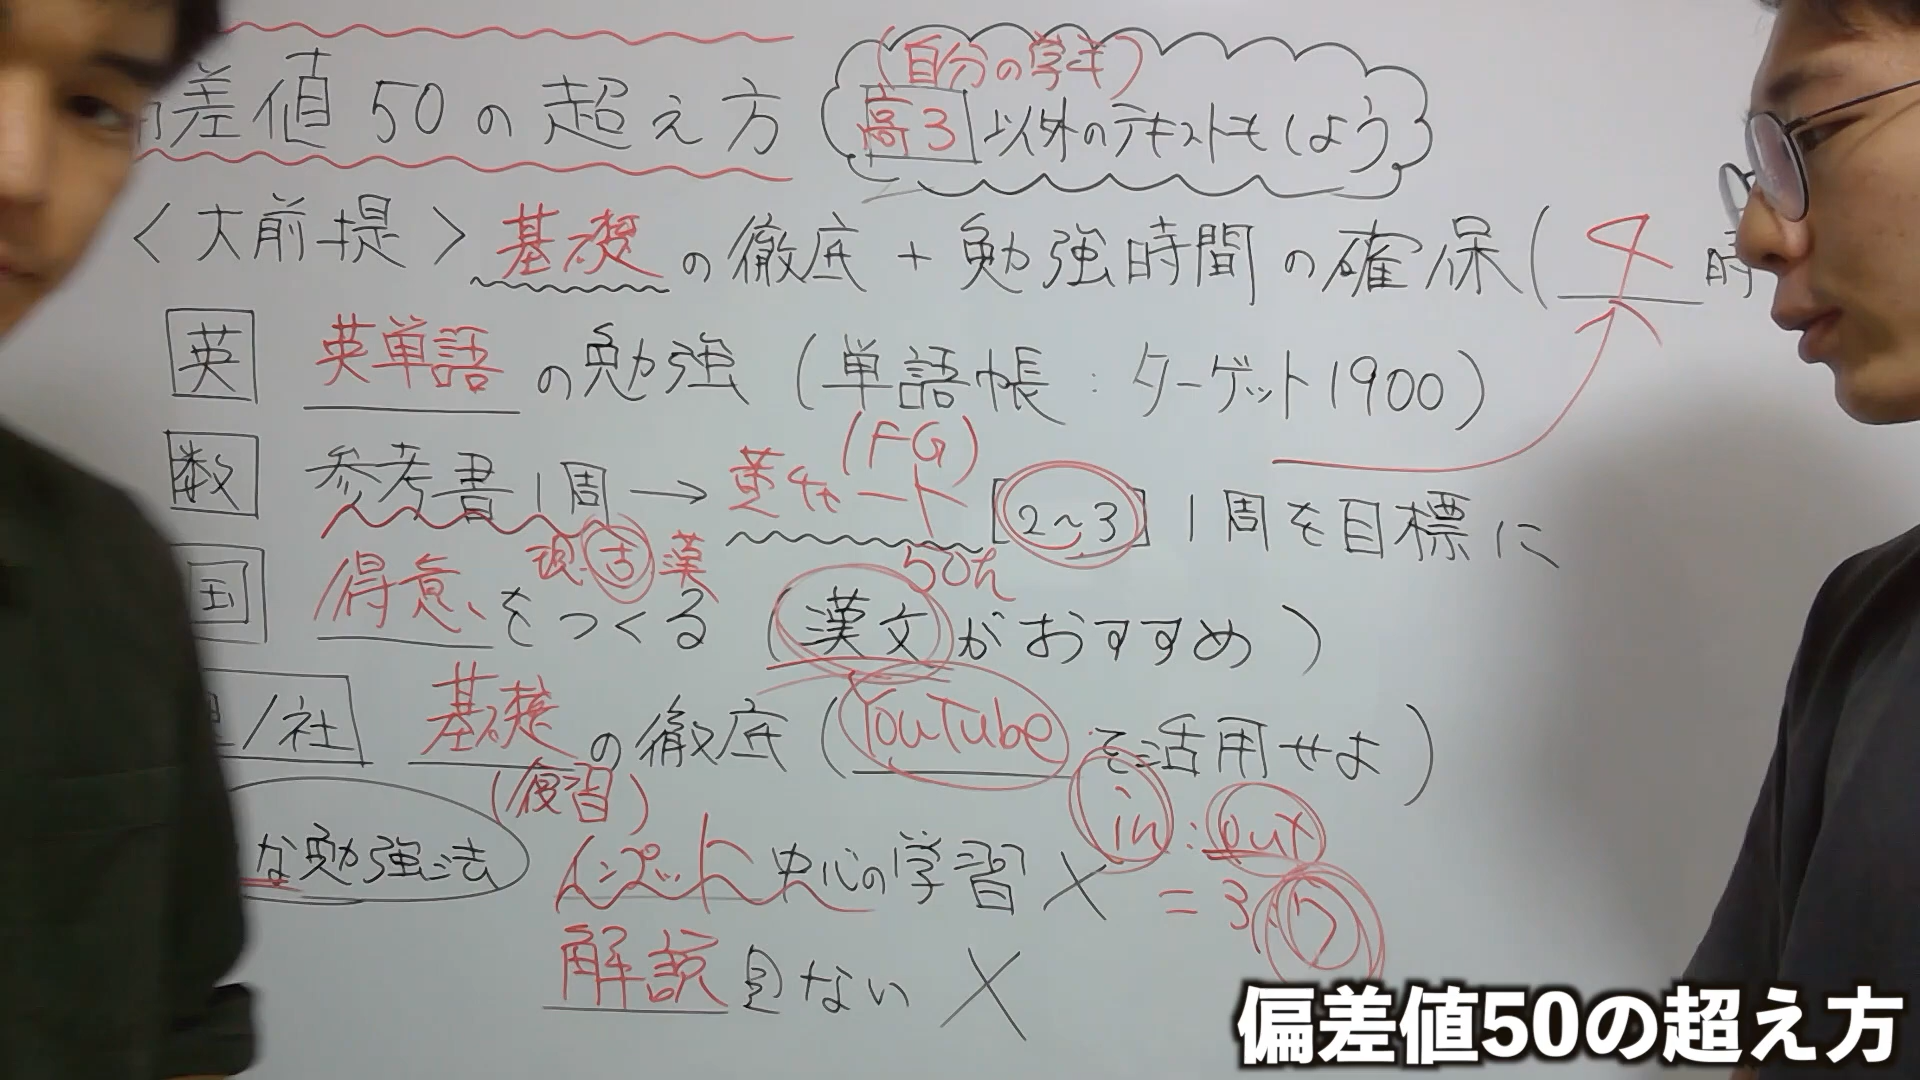 差値50の超え方
(自分の学年)
高3以外のテキストもしよう
<大前提> 基礎の徹底+勉強時間の確保(4時
英 英単語の勉強(単語帳:ターゲット1900)
(FG)
数 参考書1周→黄チャート[2~3]1周を目標に
現 古 漢
50h
国 得意をつくる(漢文がおすすめ)
/社 基礎の徹底(YouTubeを活用せよ)
(復習)
in:out
な勉強法 インプット中心の学習×
=3:7
解説見ない×
偏差値50の超え方